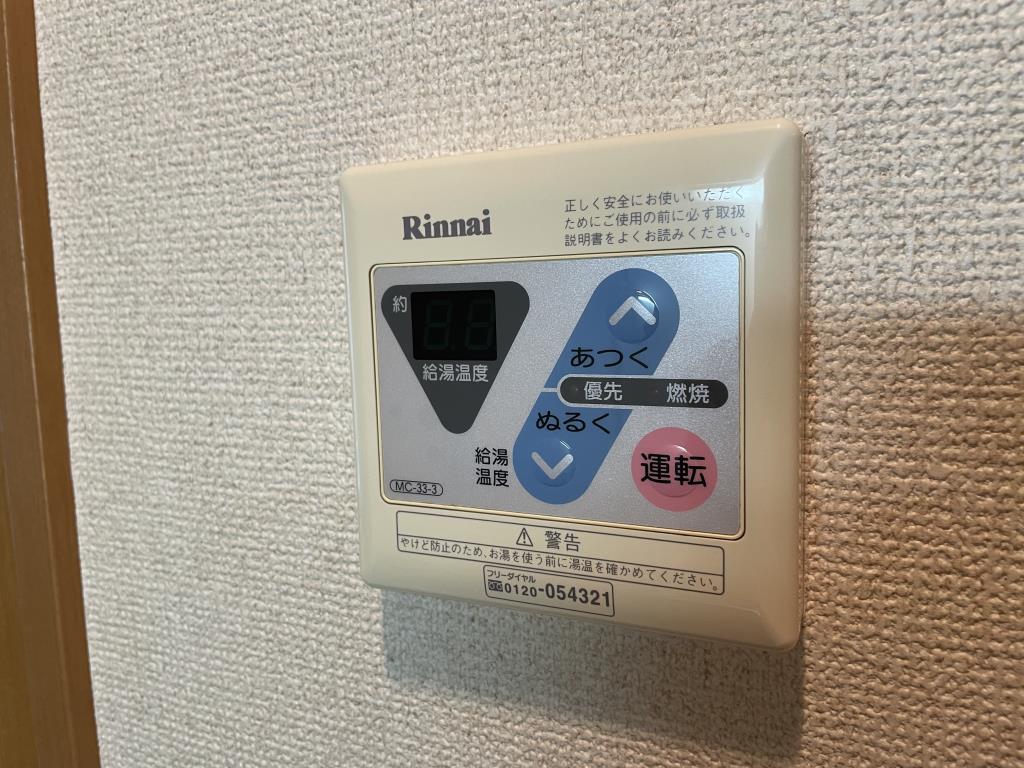 Rinnai
正しく安全にお使いいただく
ためにご使用の前に必ず取扱
説明書をよくお読みください。
約
給湯温度
あつく
優先 燃焼
ぬるく
給湯
温度
運転
MC-33-3
⚠ 警告
やけど防止のため、お湯を使う前に湯温を確かめてください。
フリーダイヤル
0120-054321